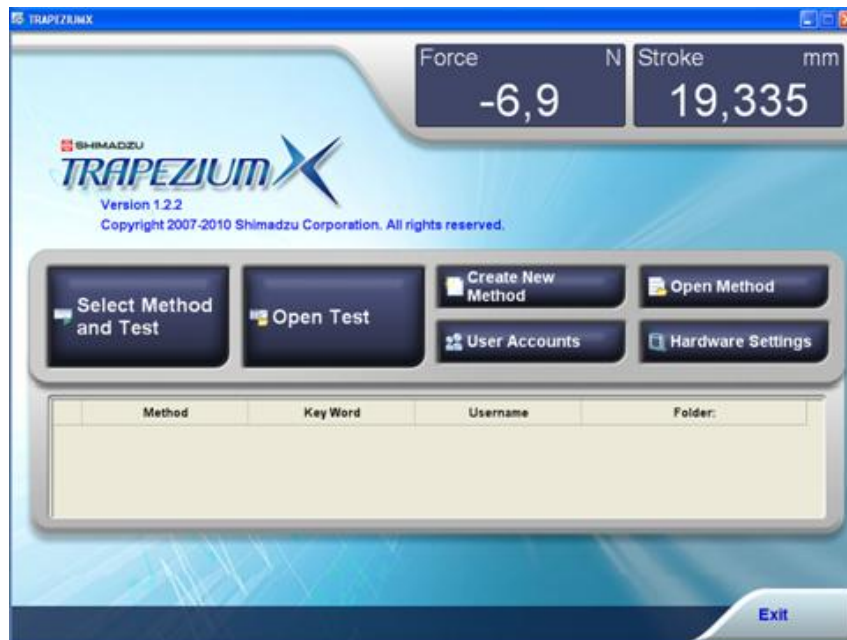 TRAPEZIUMX
Force N
-6,9
Stroke mm
19,335
SHIMADZU
TRAPEZIUM X
Version 1.2.2
Copyright 2007-2010 Shimadzu Corporation. All rights reserved.
Select Method
and Test
Open Test
Create New
Method
Open Method
User Accounts
Hardware Settings
Method Key Word Username Folder:
Exit